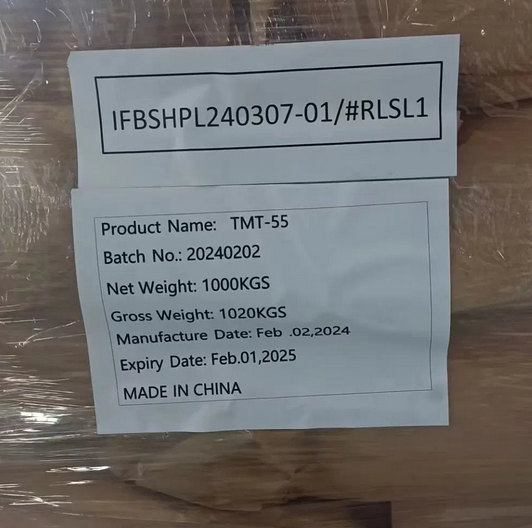 IFBSHPL240307-01/#RLSL1
Product Name: TMT-55
Batch No.: 20240202
Net Weight: 1000KGS
Gross Weight: 1020KGS
Manufacture Date: Feb .02,2024
Expiry Date: Feb.01,2025
MADE IN CHINA